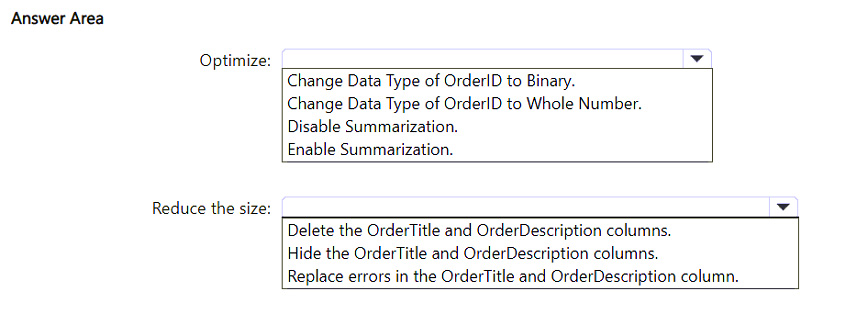 Answer Area
Optimize:
Change Data Type of OrderID to Binary.
Change Data Type of OrderID to Whole Number.
Disable Summarization.
Enable Summarization.
Reduce the size:
Delete the OrderTitle and OrderDescription columns.
Hide the OrderTitle and OrderDescription columns.
Replace errors in the OrderTitle and OrderDescription column.